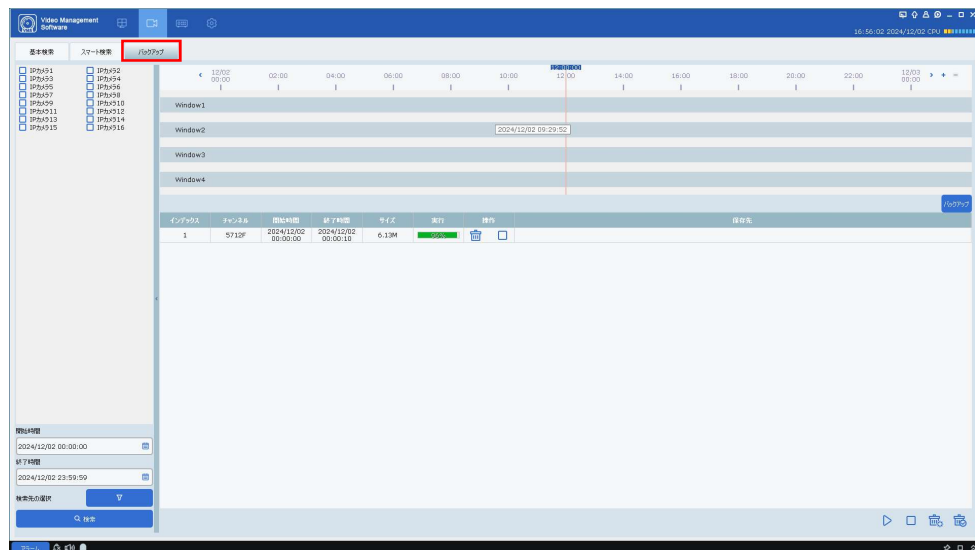 Video Management
Software
16:56:02 2024/12/02 CPU
基本検索
スマート検索
バックアップ
IPカメラ1
IPカメラ2
IPカメラ3
IPカメラ4
IPカメラ5
IPカメラ6
IPカメラ7
IPカメラ8
IPカメラ9
IPカメラ10
IPカメラ11
IPカメラ12
IPカメラ13
IPカメラ14
IPカメラ15
IPカメラ16
12:00:00
12/02
00:00
02:00
04:00
06:00
08:00
10:00
12:00
14:00
16:00
18:00
20:00
22:00
12/03
00:00
Window1
Window2
2024/12/02 09:29:52
Window3
Window4
バックアップ
インデックス
チャンネル
開始時間
終了時間
サイズ
実行
操作
保存先
1
5712F
2024/12/02
00:00:00
2024/12/02
00:00:10
6.13M
開始時間
2024/12/02 00:00:00
終了時間
2024/12/02 23:59:59
検索先の選択
検索
アラーム